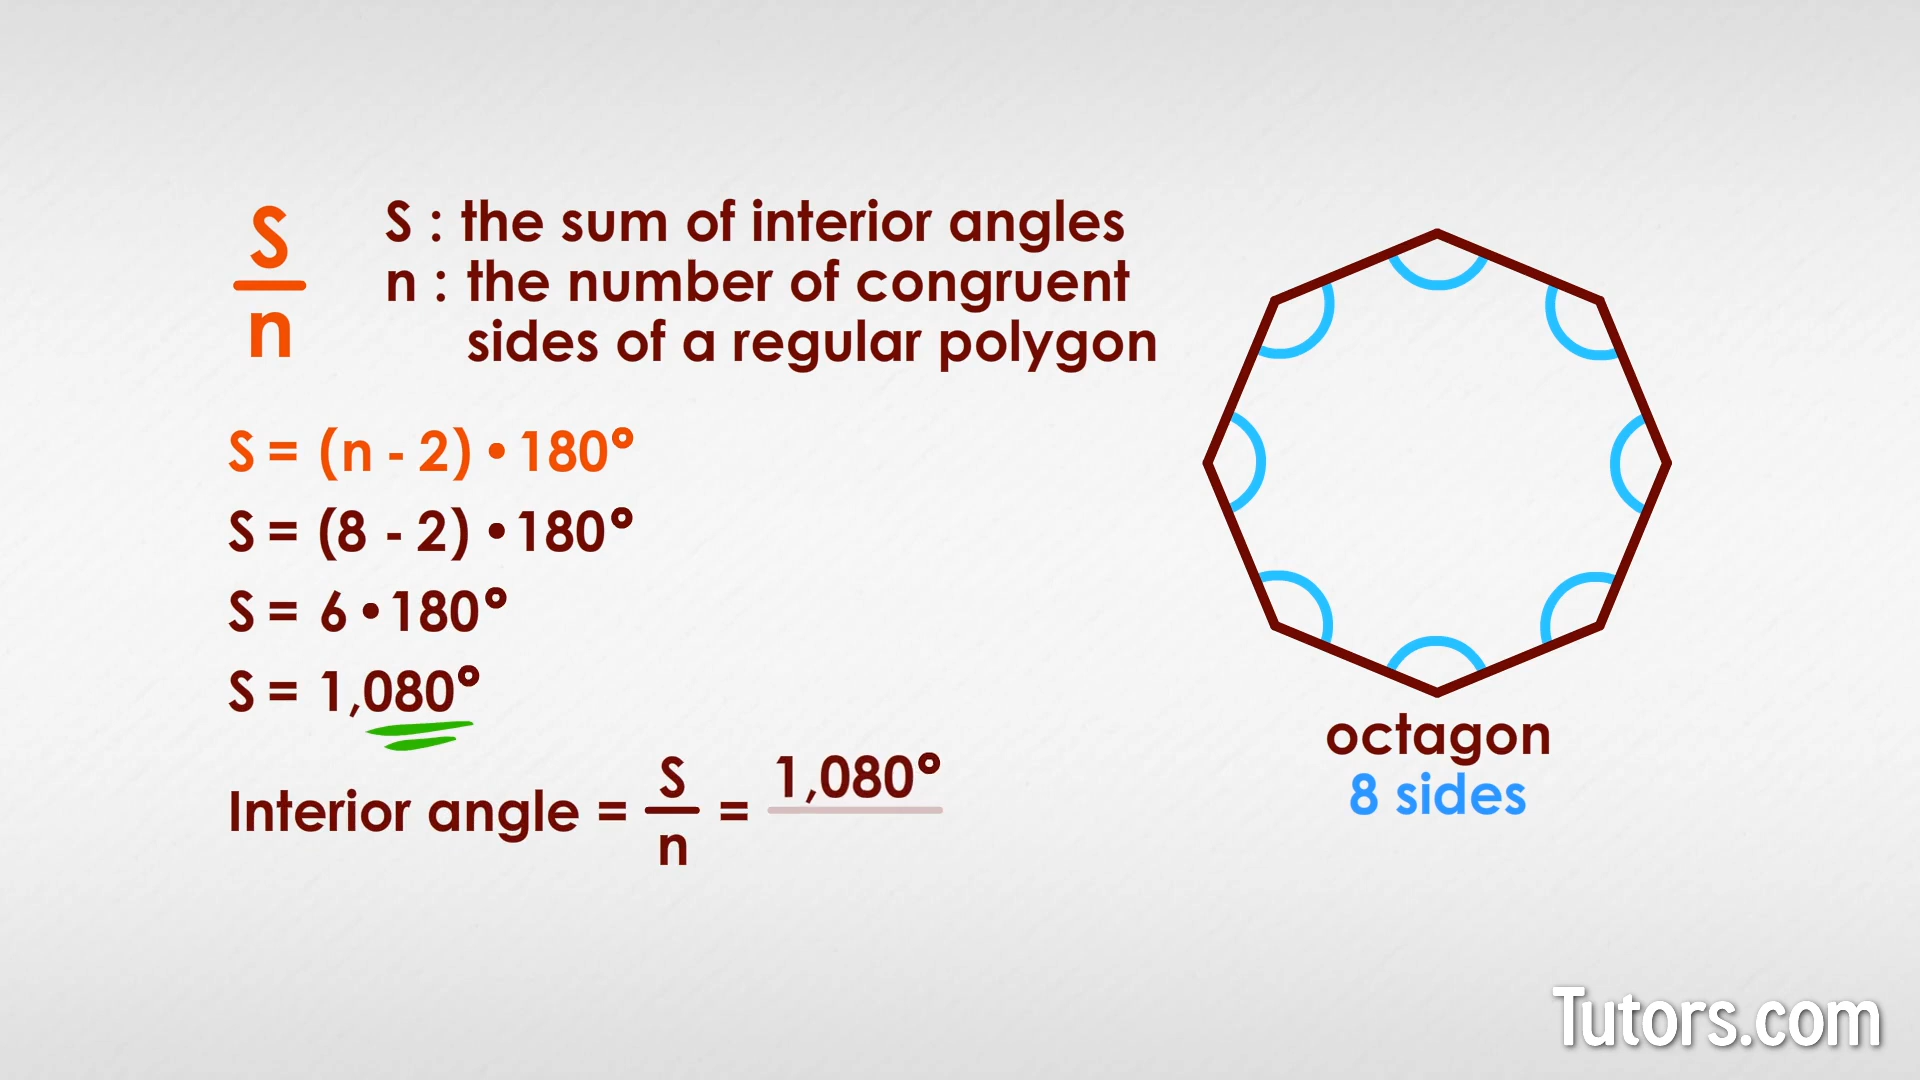 S
n
S : the sum of interior angles
n : the number of congruent
sides of a regular polygon
S = (n - 2) • 180°
S = (8 - 2) • 180°
S = 6 • 180°
S = 1,080°
Interior angle = S/n = 1,080°
octagon
8 sides
Tutors.com